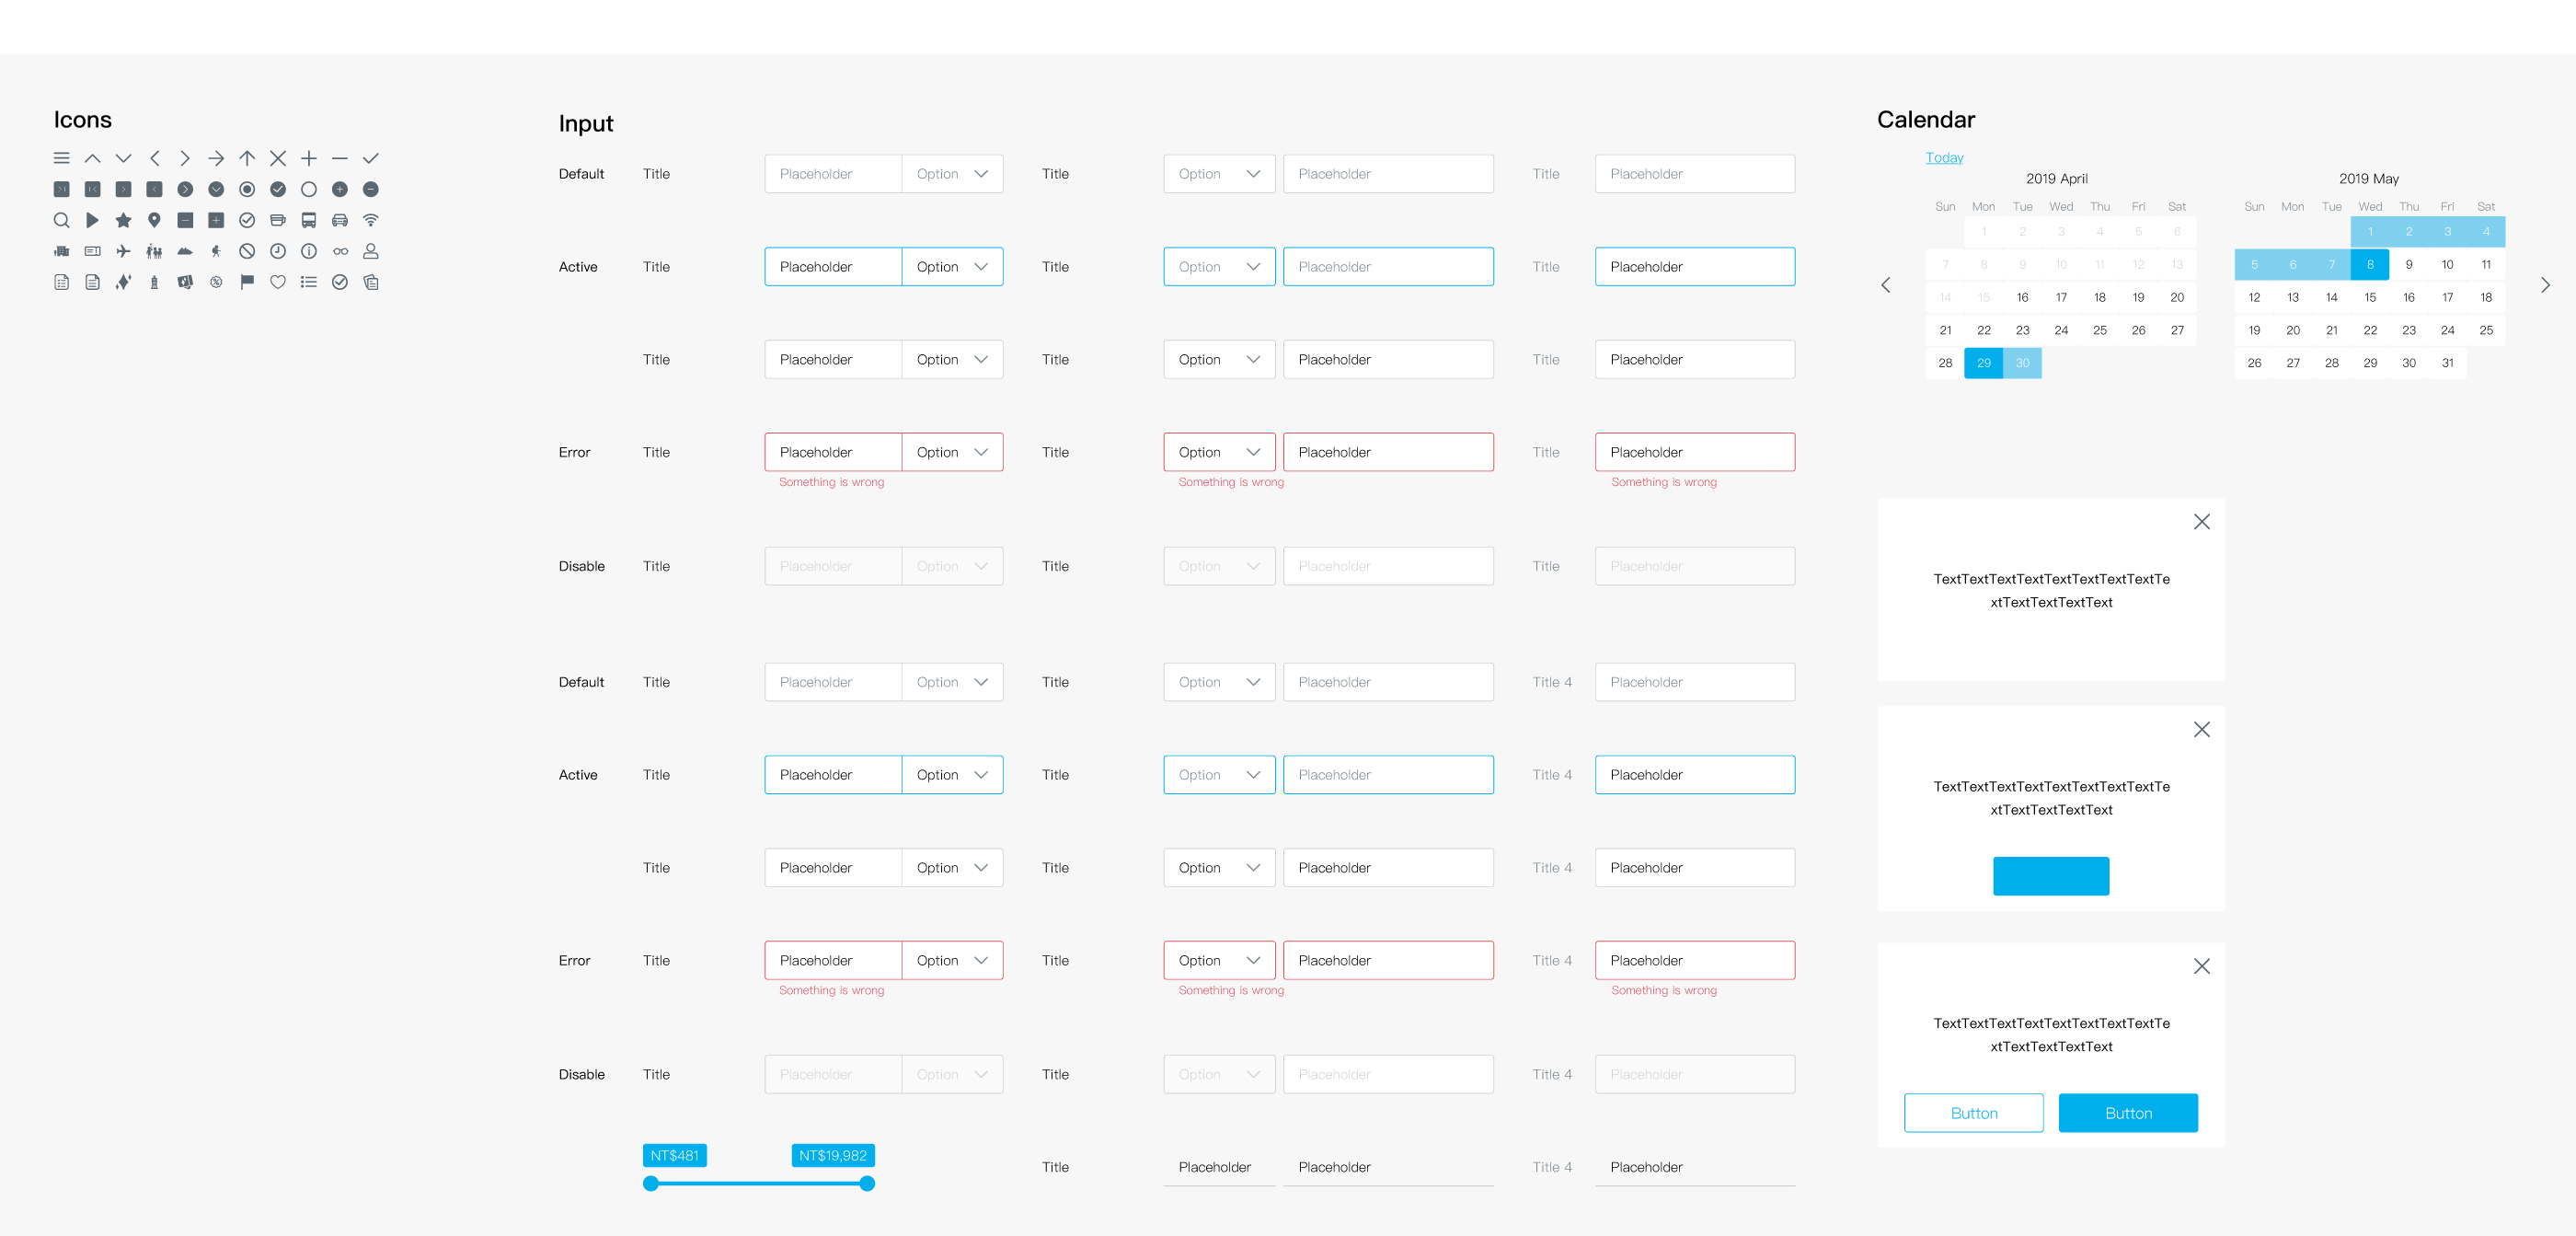 Icons
Input
Default Title Placeholder Option Title Option Placeholder Title Placeholder
Active Title Placeholder Option Title Option Placeholder Title Placeholder
Title Placeholder Option Title Option Placeholder Title Placeholder
Error Title Placeholder Option Title Option Placeholder Title Placeholder
Something is wrong Something is wrong Something is wrong
Disable Title Placeholder Option Title Option Placeholder Title Placeholder
Default Title Placeholder Option Title Option Placeholder Title 4 Placeholder
Active Title Placeholder Option Title Option Placeholder Title 4 Placeholder
Title Placeholder Option Title Option Placeholder Title 4 Placeholder
Error Title Placeholder Option Title Option Placeholder Title 4 Placeholder
Something is wrong Something is wrong Something is wrong
Disable Title Placeholder Option Title Option Placeholder Title 4 Placeholder
NT$481 NT$19,982
Title Placeholder Placeholder Title 4 Placeholder
Calendar
Today
2019 April
Sun Mon Tue Wed Thu Fri Sat
1 2 3 4 5 6
7 8 9 10 11 12 13
14 15 16 17 18 19 20
21 22 23 24 25 26 27
28 29 30
2019 May
Sun Mon Tue Wed Thu Fri Sat
1 2 3 4
5 6 7 8 9 10 11
12 13 14 15 16 17 18
19 20 21 22 23 24 25
26 27 28 29 30 31
TextTextTextTextTextTextTextTextTe
xtTextTextTextText
TextTextTextTextTextTextTextTextTe
xtTextTextTextText
TextTextTextTextTextTextTextTextTe
xtTextTextTextText
Button Button